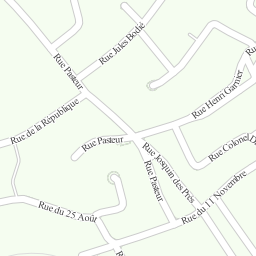 Rue Jules Bodié
Rue Pasteur
Rue Henri Garnier
Rue de la République
Rue Pasteur
Rue Josquin des Prés
Rue Colonel
Rue Pasteur
Rue du 11 Novembre
Rue du 25 Août